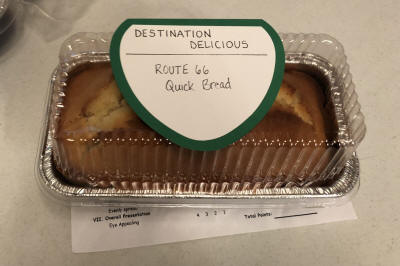 DESTINATION
DELICIOUS
ROUTE 66
Quick Bread
VII. Overall Presentation 4 3 2 1 Total Points:
Eye Appealing